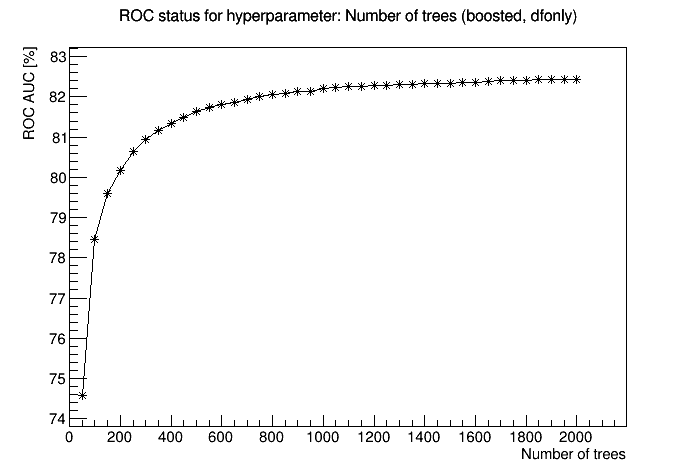 ROC status for hyperparameter: Number of trees (boosted, dfonly)
ROC AUC [%]
83
82
81
80
79
78
77
76
75
74
0 200 400 600 800 1000 1200 1400 1600 1800 2000
Number of trees